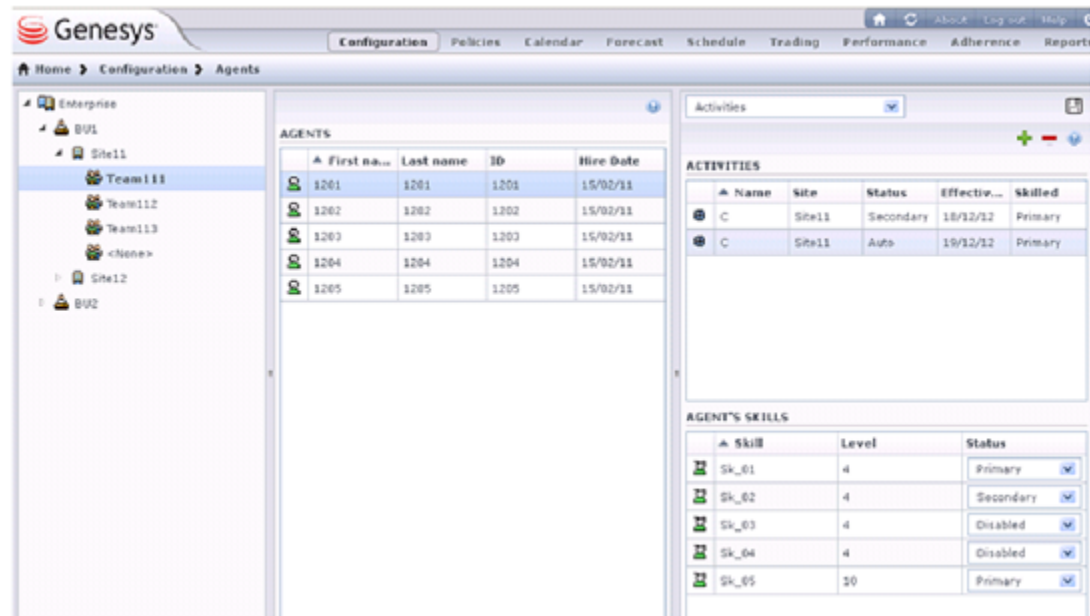 Genesys
About Log out Help
Configuration Policies Calendar Forecast Schedule Trading Performance Adherence Reports
Home Configuration Agents
Enterprise
BU1
Site11
Team111
Team112
Team113
<None>
Site12
BU2
AGENTS
First na... Last name ID Hire Date
1201 1201 1201 15/02/11
1202 1202 1202 15/02/11
1203 1203 1203 15/02/11
1204 1204 1204 15/02/11
1205 1205 1205 15/02/11
Activities
ACTIVITIES
Name Site Status Effectiv... Skilled
C Site11 Secondary 18/12/12 Primary
C Site11 Auto 19/12/12 Primary
AGENT'S SKILLS
Skill Level Status
Sk_01 4 Primary
Sk_02 4 Secondary
Sk_03 4 Disabled
Sk_04 4 Disabled
Sk_05 10 Primary